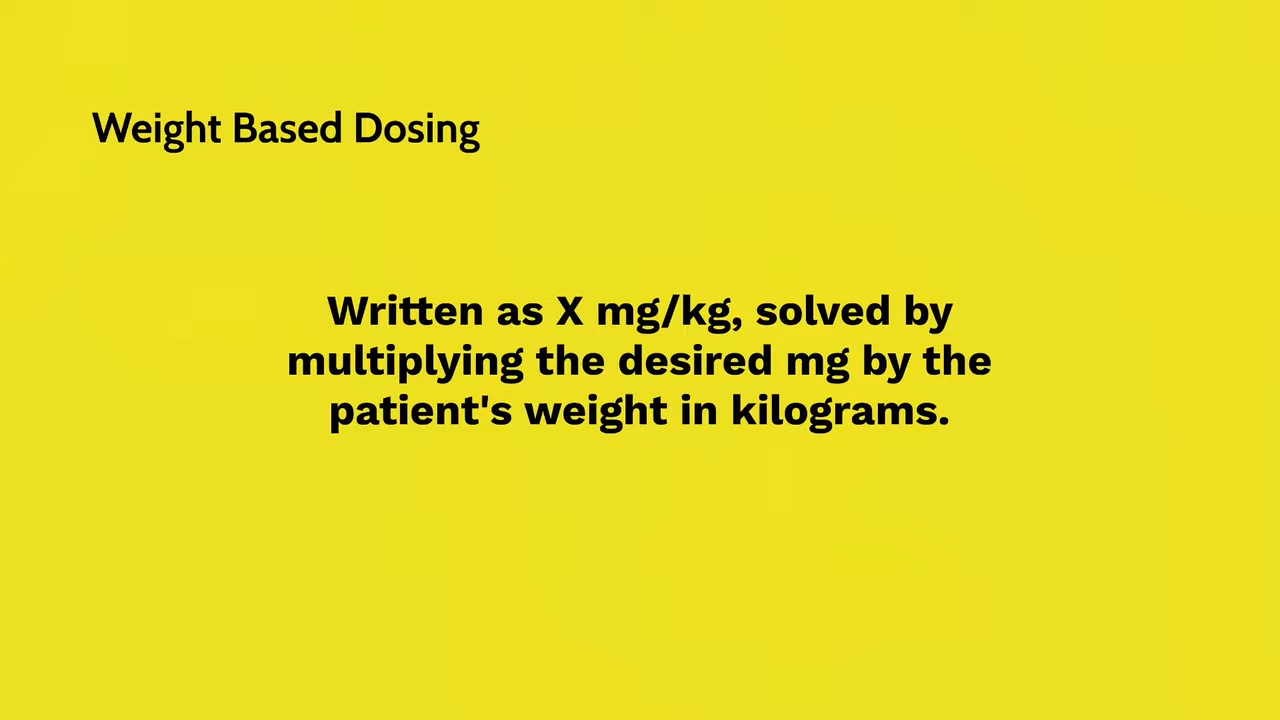 Weight Based Dosing
Written as X mg/kg, solved by
multiplying the desired mg by the
patient's weight in kilograms.